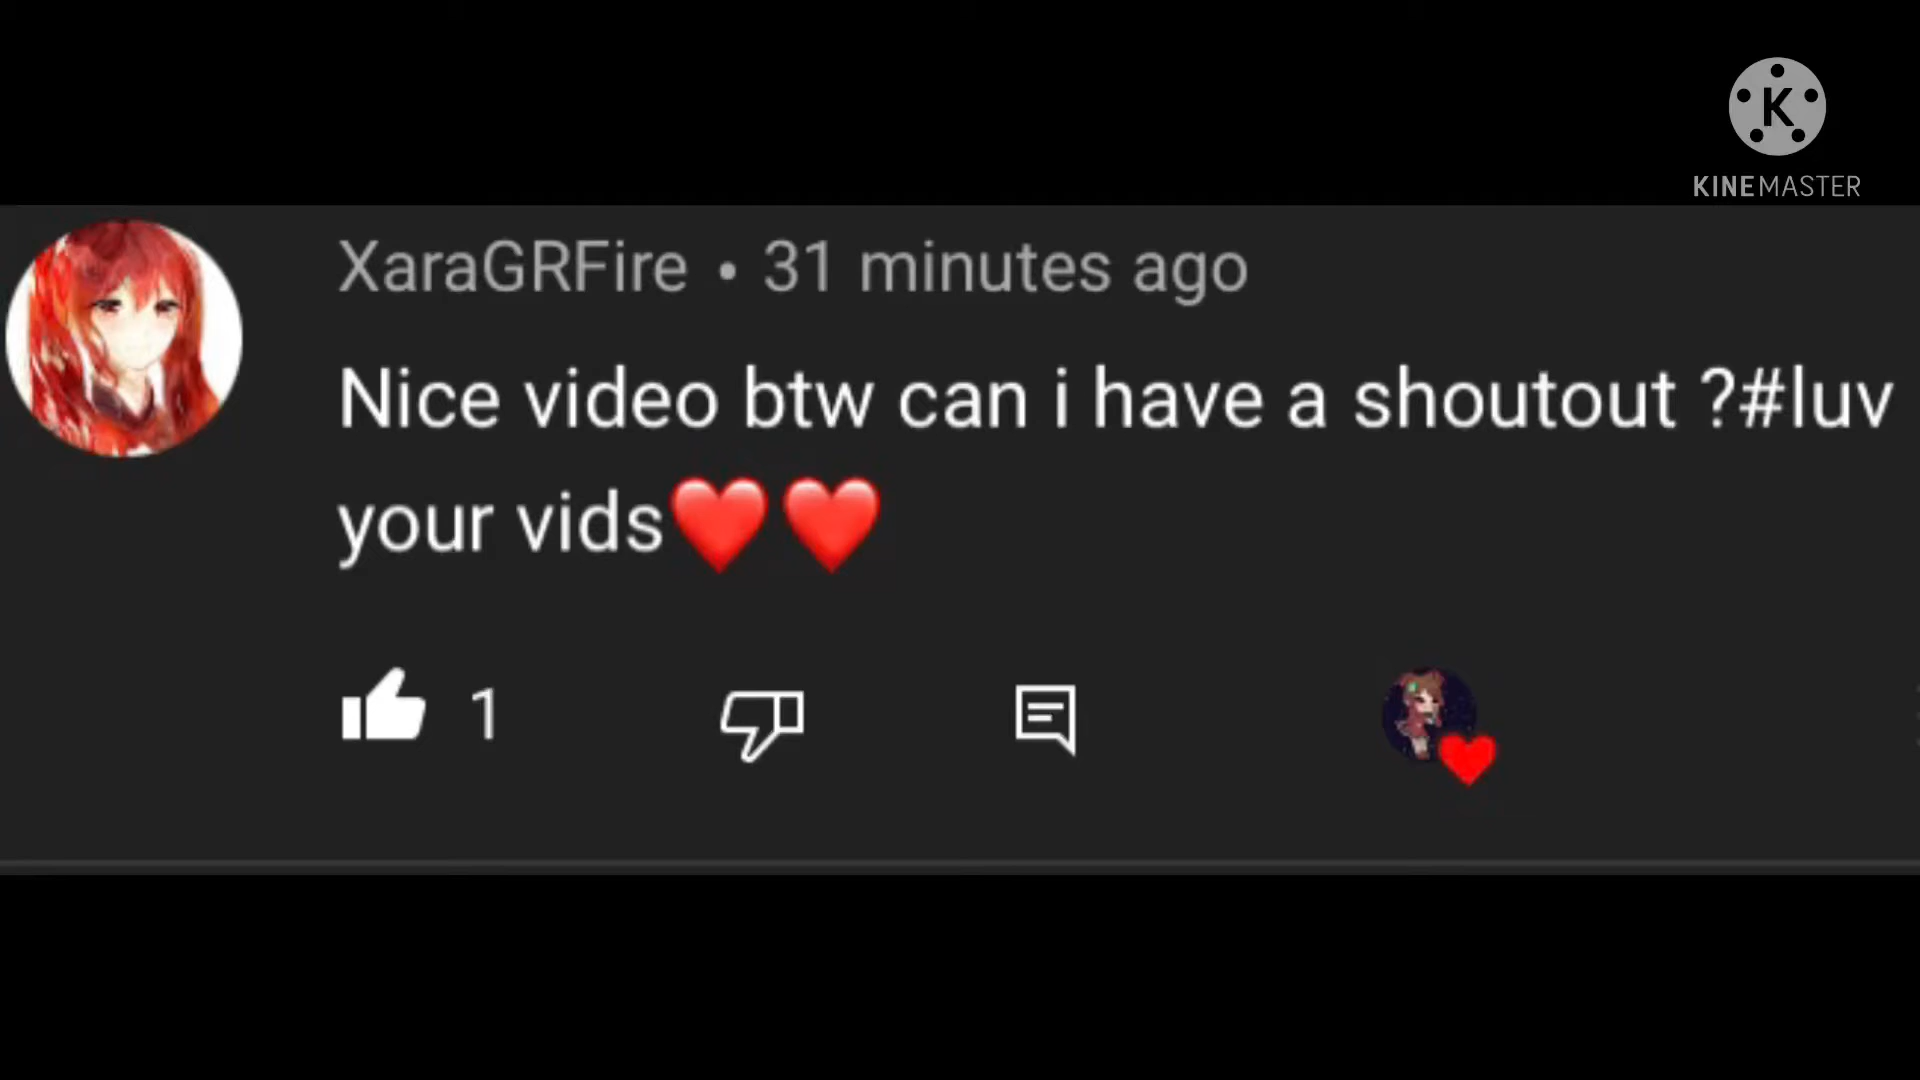 K
KINEMASTER
XaraGRFire • 31 minutes ago
Nice video btw can i have a shoutout ?#luv
your vids❤️❤️
1